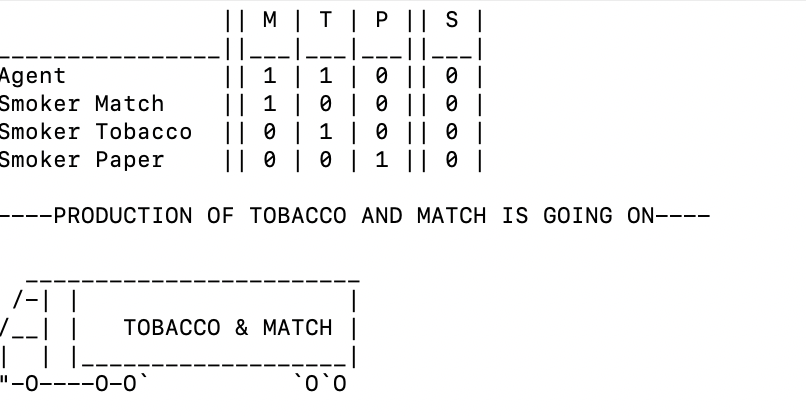 || M | T | P || S |
________________||___|___|___||___|
Agent           || 1 | 1 | 0 || 0 |
Smoker Match    || 1 | 0 | 0 || 0 |
Smoker Tobacco  || 0 | 1 | 0 || 0 |
Smoker Paper    || 0 | 0 | 1 || 0 |
----PRODUCTION OF TOBACCO AND MATCH IS GOING ON----
  _________________________
 /-| |                    |
/__| |   TOBACCO & MATCH |
|  | |___________________|
"-O----O-O`          `O`O